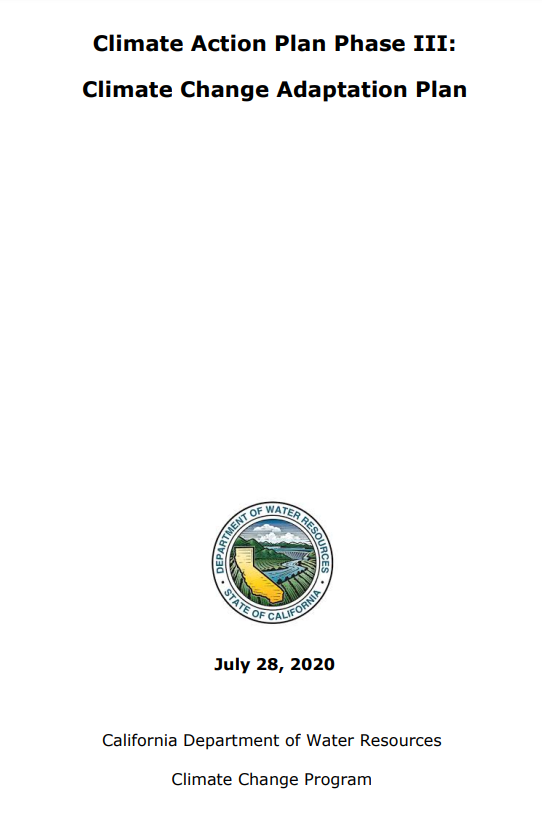 Climate Action Plan Phase III:
Climate Change Adaptation Plan
DEPARTMENT OF WATER RESOURCES
STATE OF CALIFORNIA
July 28, 2020
California Department of Water Resources
Climate Change Program